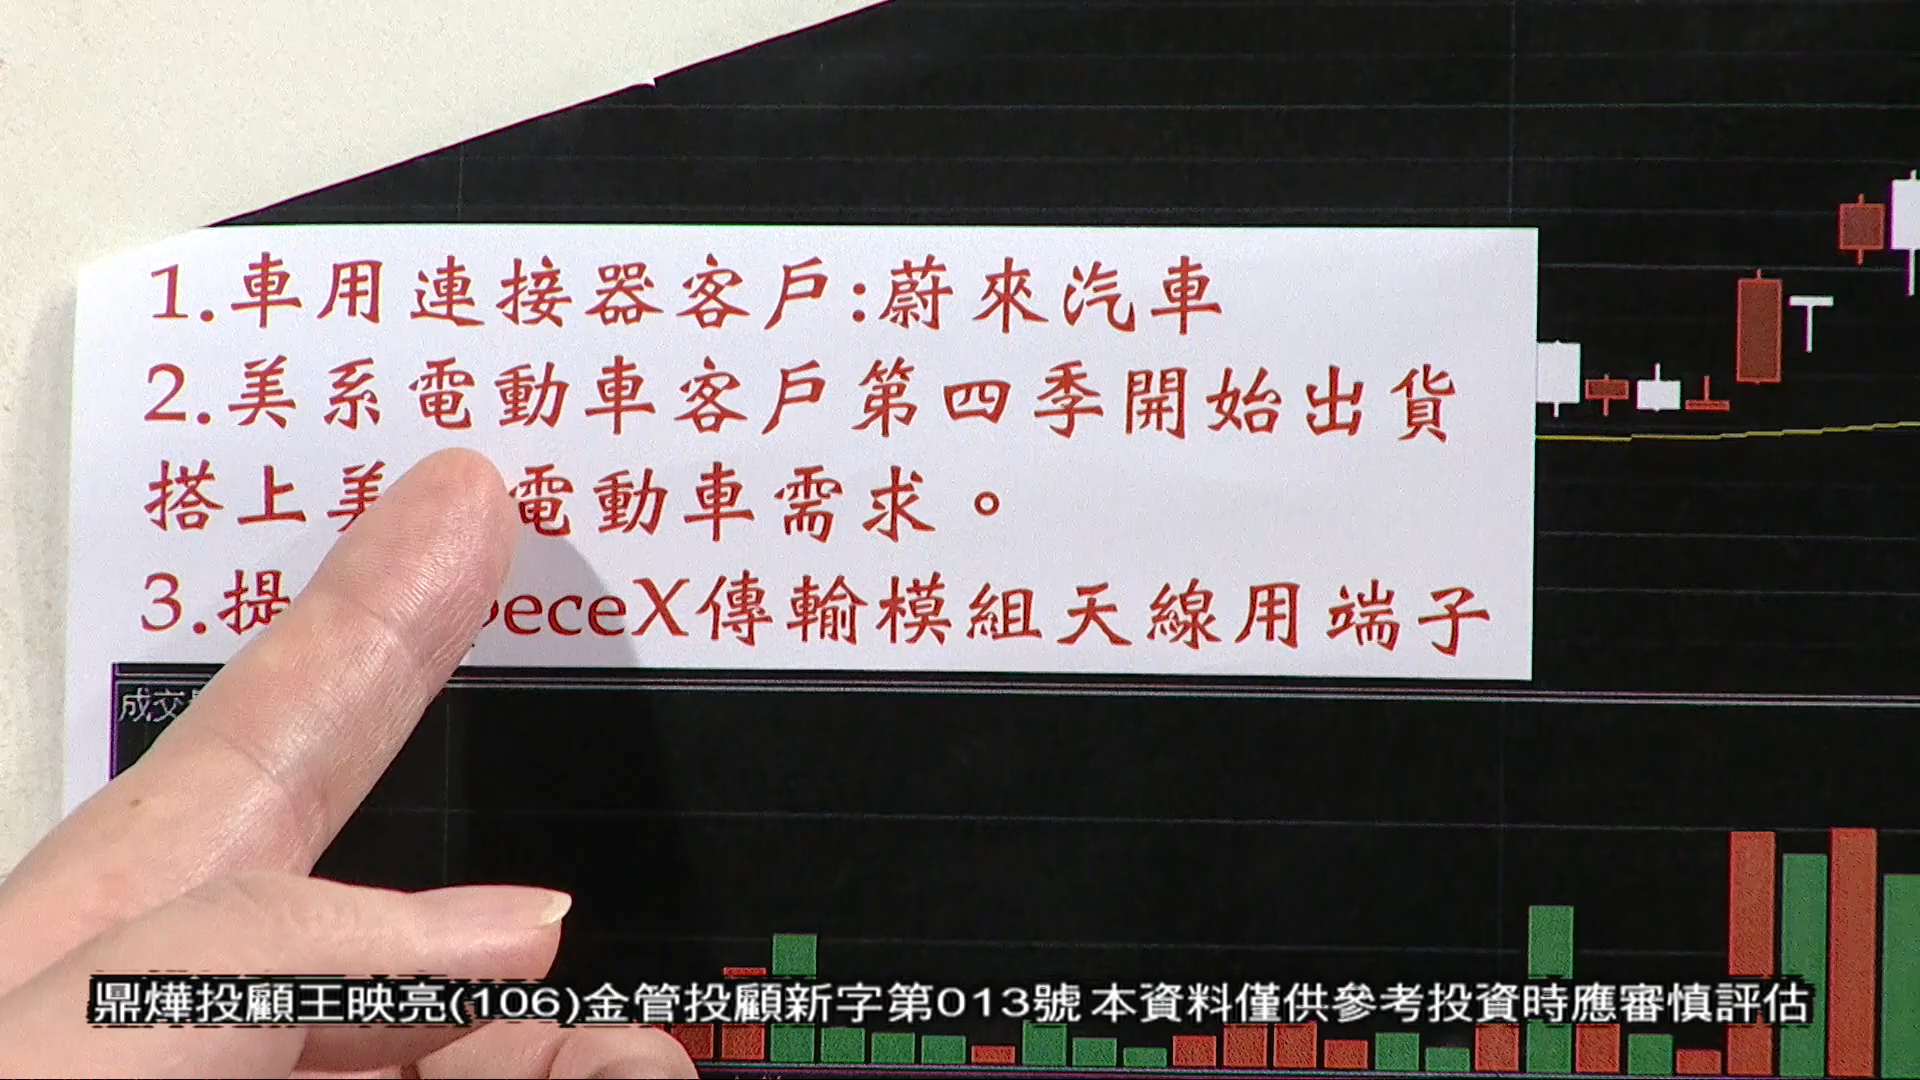 1.車用連接器客戶:蔚來汽車
2.美系電動車客戶第四季開始出貨
搭上美 電動車需求。
3.提 peceX傳輸模組天線用端子
成交
鼎燁投顧王映亮(106)金管投顧新字第013號 本資料僅供參考投資時應審慎評估